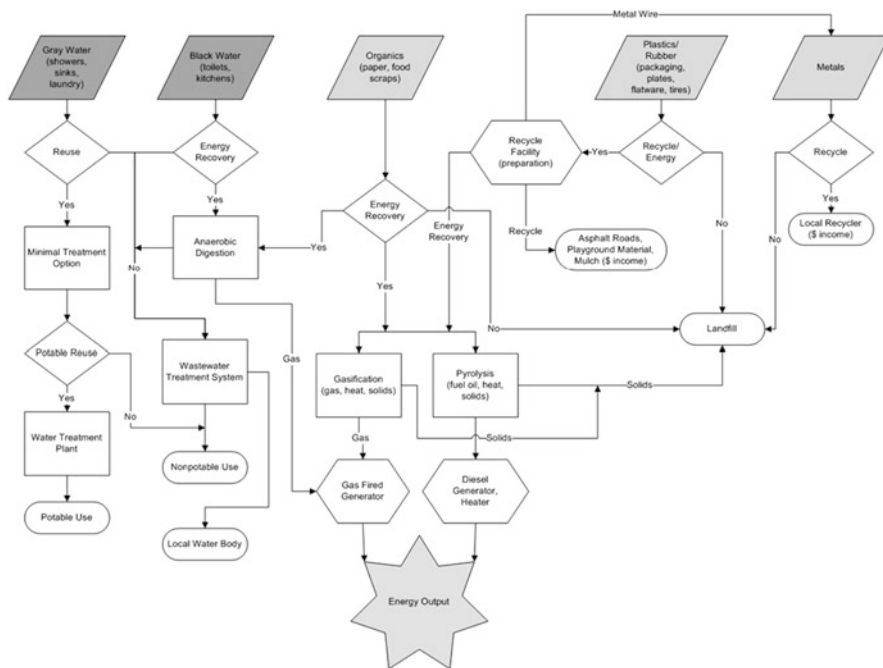 Metal Wire
Gray Water
(showers,
sinks,
laundry)
Black Water
(toilets,
kitchens)
Organics
(paper, food
scraps)
Plastics/
Rubber
(packaging,
plates,
flatware, tires)
Metals
Reuse
Energy
Recovery
Recycle
Facility
(preparation)
Yes
Recycle/
Energy
Recycle
Yes
Yes
Yes
Energy
Recovery
Energy
Recovery
Recycle
No
No
Local Recycler
($ income)
Minimal Treatment
Option
Anaerobic
Digestion
Yes
Asphalt Roads,
Playground Material,
Mulch ($ income)
No
Yes
No
Landfill
Potable Reuse
Wastewater
Treatment System
Gas
Gasification
(gas, heat, solids)
Pyrolysis
(fuel oil, heat,
solids)
Solids
Yes
No
Water Treatment
Plant
Gas
Solids
Nonpotable Use
Gas Fired
Generator
Diesel
Generator,
Heater
Potable Use
Local Water Body
Energy Output